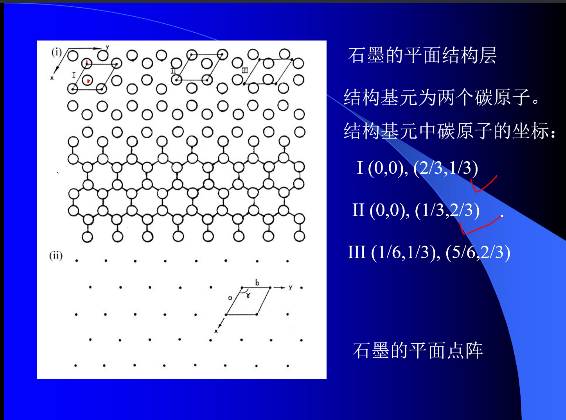 (i)
y
x
I
II
III
(ii)
b
y
a
γ
x
石墨的平面结构层
结构基元为两个碳原子。
结构基元中碳原子的坐标:
I (0,0), (2/3,1/3)
II (0,0), (1/3,2/3)
III (1/6,1/3), (5/6,2/3)
石墨的平面点阵